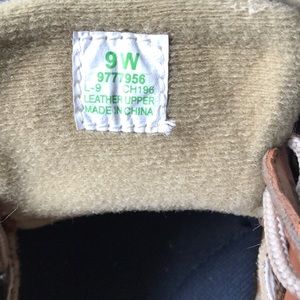 9W
9777956
L-9 CH196
LEATHER UPPER
MADE IN CHINA